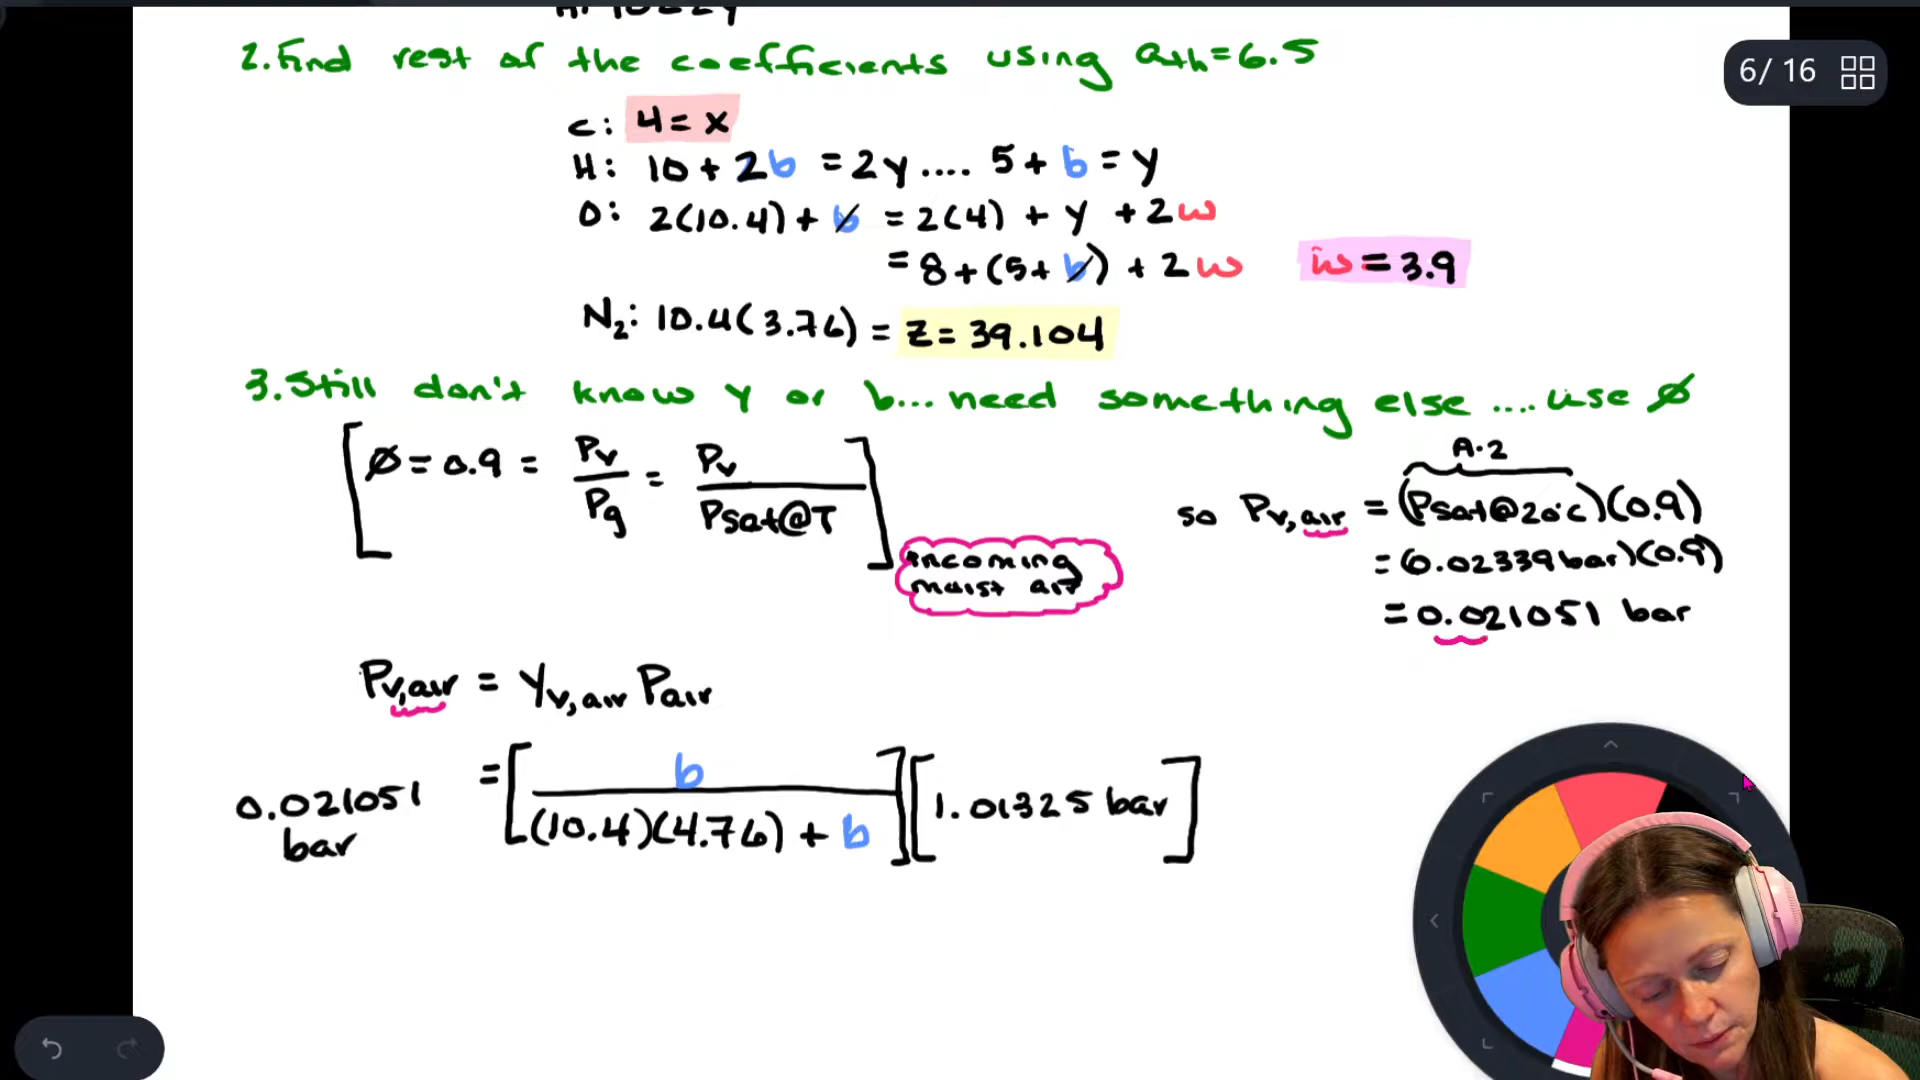 6/ 16
2. Find rest of the coefficients using ath = 6.5
C: 4 = x
H: 10 + 2b = 2y .... 5 + b = y
O: 2(10.4) + b = 2(4) + y + 2w
= 8 + (5 + b) + 2w w = 3.9
N₂: 10.4(3.76) = z = 39.104
3. Still don't know y or b... need something else .... use Ø
[Ø = 0.9 = Pv/Pg = Pv/Psat@T]
incoming
moist air
A-2
so Pv,air = (Psat@20°C)(0.9)
= (0.02339 bar)(0.9)
= 0.021051 bar
Pv,air = Yv,air Pair
0.021051 bar = [b/((10.4)(4.76) + b)][1.01325 bar]